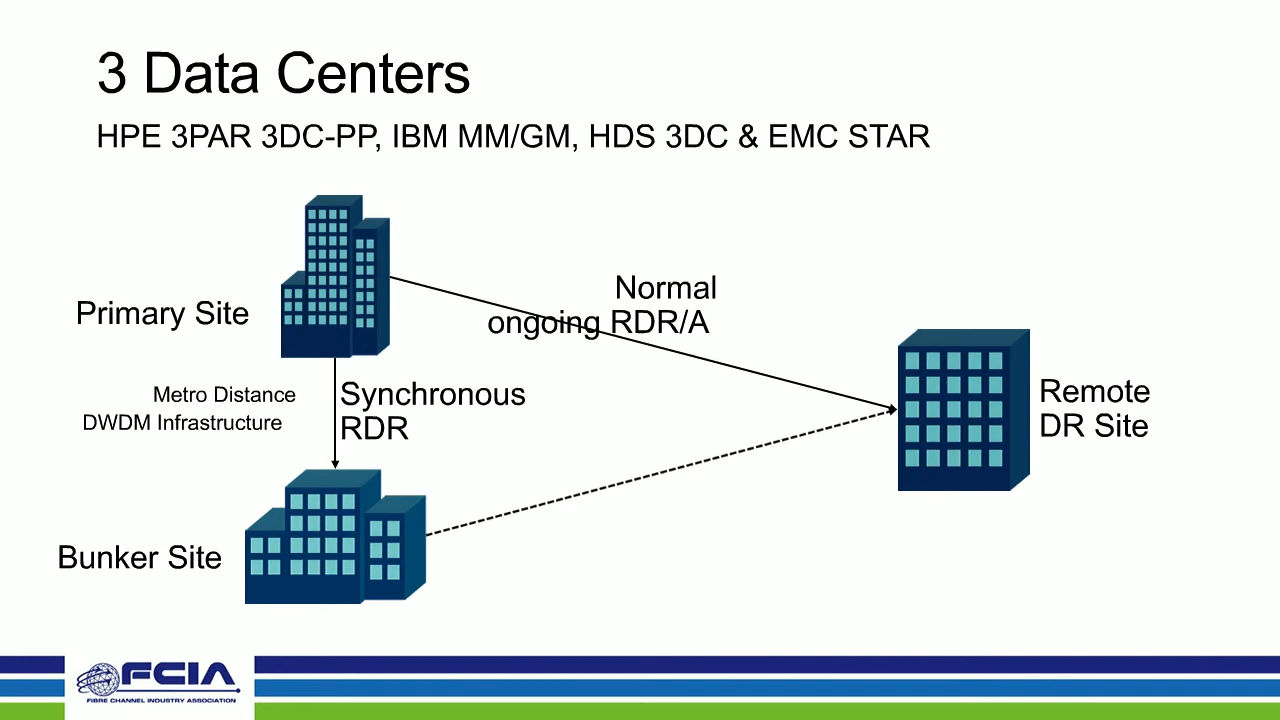 3 Data Centers
HPE 3PAR 3DC-PP, IBM MM/GM, HDS 3DC & EMC STAR
Primary Site
Normal
ongoing RDR/A
Metro Distance
DWDM Infrastructure
Synchronous
RDR
Remote
DR Site
Bunker Site
FCIA
FIBRE CHANNEL INDUSTRY ASSOCIATION